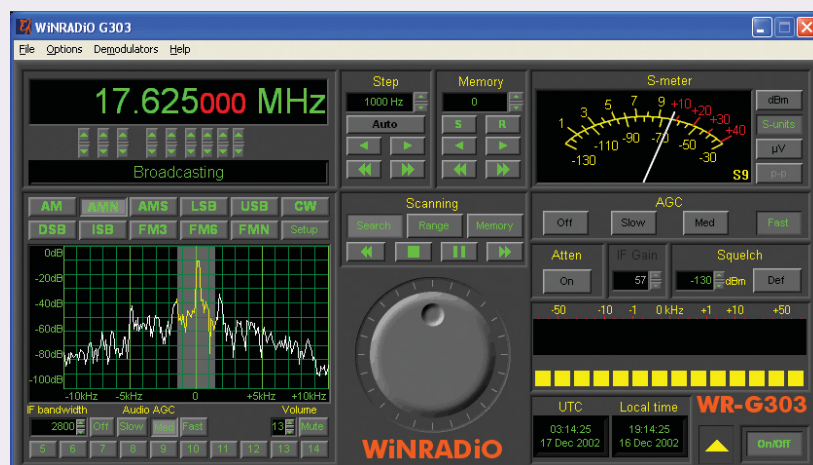 WiNRADiO G303
File Options Demodulators Help
17.625000 MHz
Broadcasting
Step
1000 Hz
Auto
Memory
0
S R
S-meter
1 3 5 7 9 +10 +20 +30 +40
-130 -110 -90 -70 -50 -30
S9
dBm
S-units
µV
p-p
AM AMN AMS LSB USB CW
DSB ISB FM3 FM6 FMN Setup
Scanning
Search Range Memory
AGC
Off Slow Med Fast
Atten
On
IF Gain
57
Squelch
-130 dBm Def
0dB
-20dB
-40dB
-60dB
-80dB
-100dB
-10kHz -5kHz 0 +5kHz +10kHz
-50 -10 -1 0 kHz +1 +10 +50
IF bandwidth Audio AGC Volume
2800 Off Slow Med Fast 13 Mute
5 6 7 8 9 10 11 12 13 14
WiNRADiO
UTC
03:14:25
17 Dec 2002
Local time
19:14:25
16 Dec 2002
WR-G303
On/Off